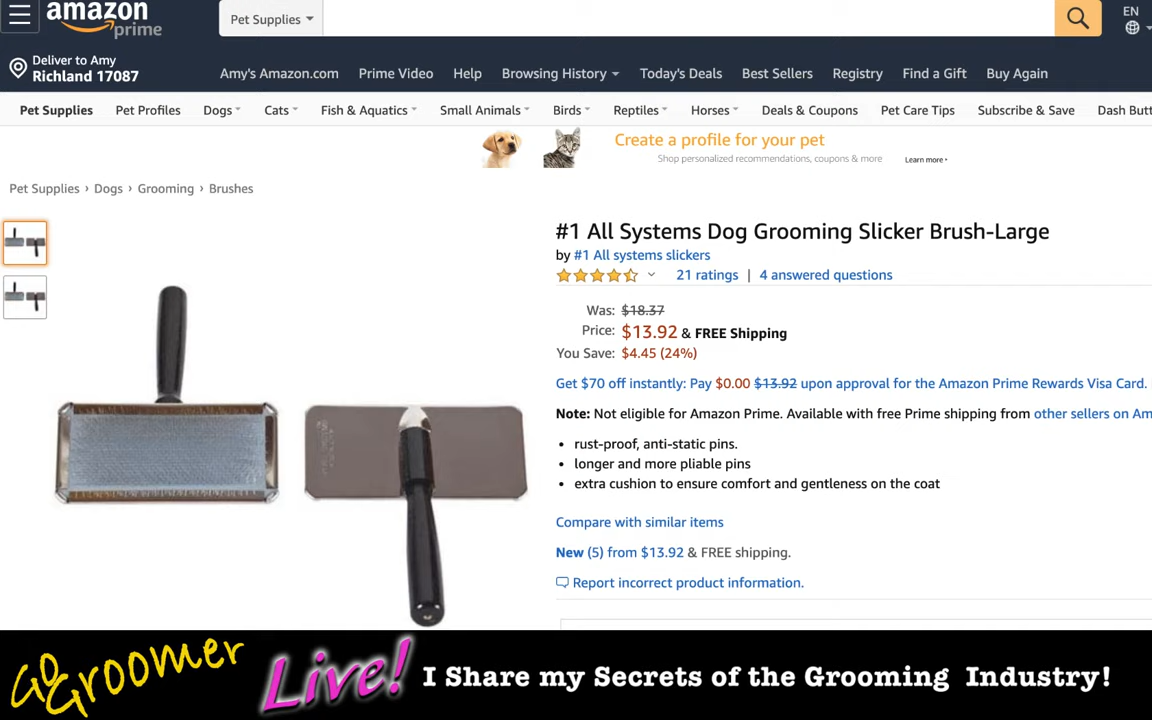 amazon
prime
Pet Supplies
EN
Deliver to Amy
Richland 17087
Amy's Amazon.com Prime Video Help Browsing History Today's Deals Best Sellers Registry Find a Gift Buy Again
Pet Supplies Pet Profiles Dogs Cats Fish & Aquatics Small Animals Birds Reptiles Horses Deals & Coupons Pet Care Tips Subscribe & Save Dash Butt
Create a profile for your pet
Shop personalized recommendations, coupons & more Learn more
Pet Supplies › Dogs › Grooming › Brushes
#1 All Systems Dog Grooming Slicker Brush-Large
by #1 All systems slickers
21 ratings | 4 answered questions
Was: $18.37
Price: $13.92 & FREE Shipping
You Save: $4.45 (24%)
Get $70 off instantly: Pay $0.00 $13.92 upon approval for the Amazon Prime Rewards Visa Card.
Note: Not eligible for Amazon Prime. Available with free Prime shipping from other sellers on Am
• rust-proof, anti-static pins.
• longer and more pliable pins
• extra cushion to ensure comfort and gentleness on the coat
Compare with similar items
New (5) from $13.92 & FREE shipping.
Report incorrect product information.
GoGroomer Live! I Share my Secrets of the Grooming Industry!